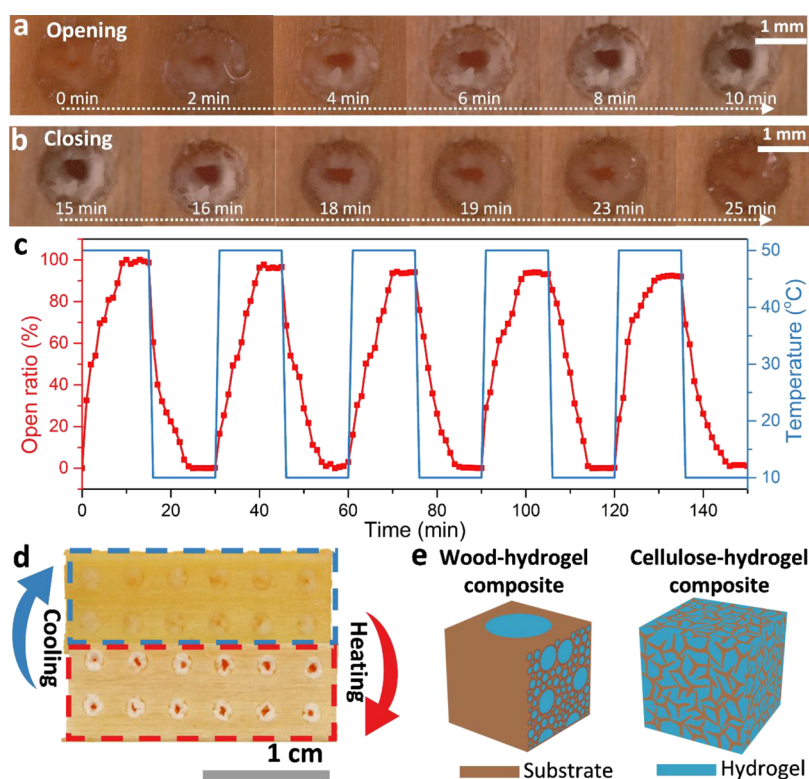 a Opening
1 mm
0 min 2 min 4 min 6 min 8 min 10 min
b Closing
1 mm
15 min 16 min 18 min 19 min 23 min 25 min
c
Open ratio (%)
100
80
60
40
20
0
0 20 40 60 80 100 120 140
Time (min)
50
40
30
20
10
Temperature (°C)
d
Cooling
Heating
1 cm
e
Wood-hydrogel
composite
Cellulose-hydrogel
composite
Substrate
Hydrogel